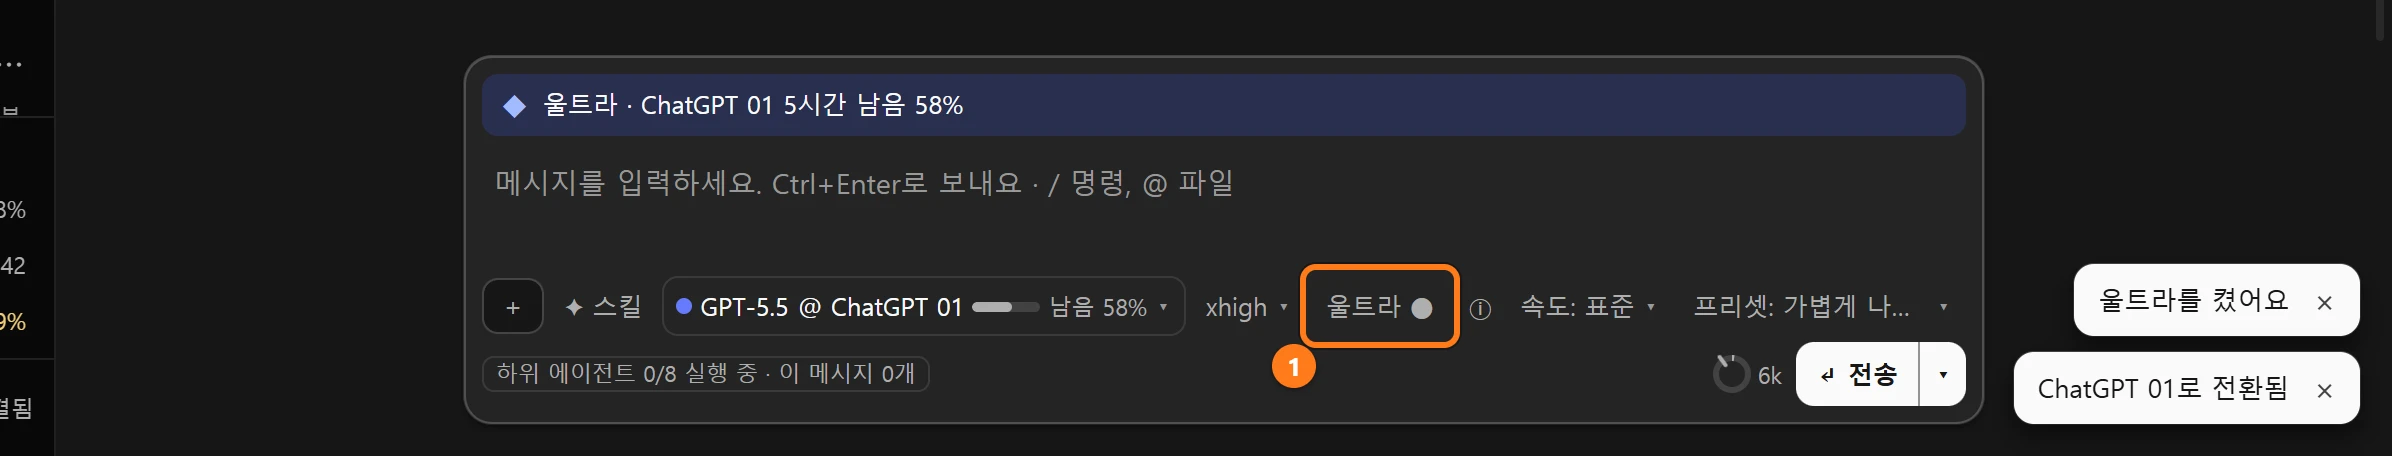 울트라 · ChatGPT 01 5시간 남음 58%
메시지를 입력하세요. Ctrl+Enter로 보내요 · / 명령, @ 파일
+ 스킬 GPT-5.5 @ ChatGPT 01 남음 58% xhigh 울트라 속도: 표준 프리셋: 가볍게 나...
1
하위 에이전트 0/8 실행 중 · 이 메시지 0개 6k 전송
울트라를 켰어요 ×
ChatGPT 01로 전환됨 ×
42
9%